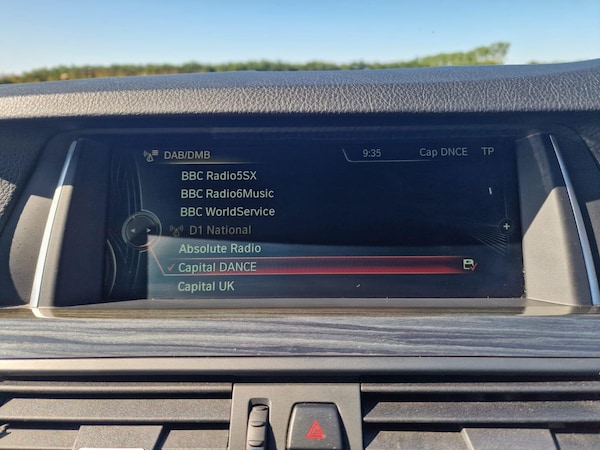 DAB/DMB 9:35 Cap DNCE TP
BBC Radio5SX
BBC Radio6Music
BBC WorldService
D1 National
Absolute Radio
Capital DANCE
Capital UK